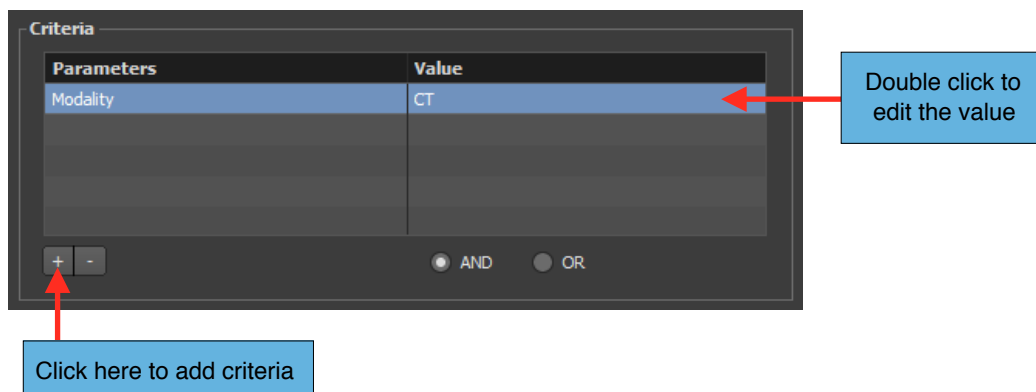 Criteria
Parameters Value
Modality CT
Double click to
edit the value
+ - AND OR
Click here to add criteria